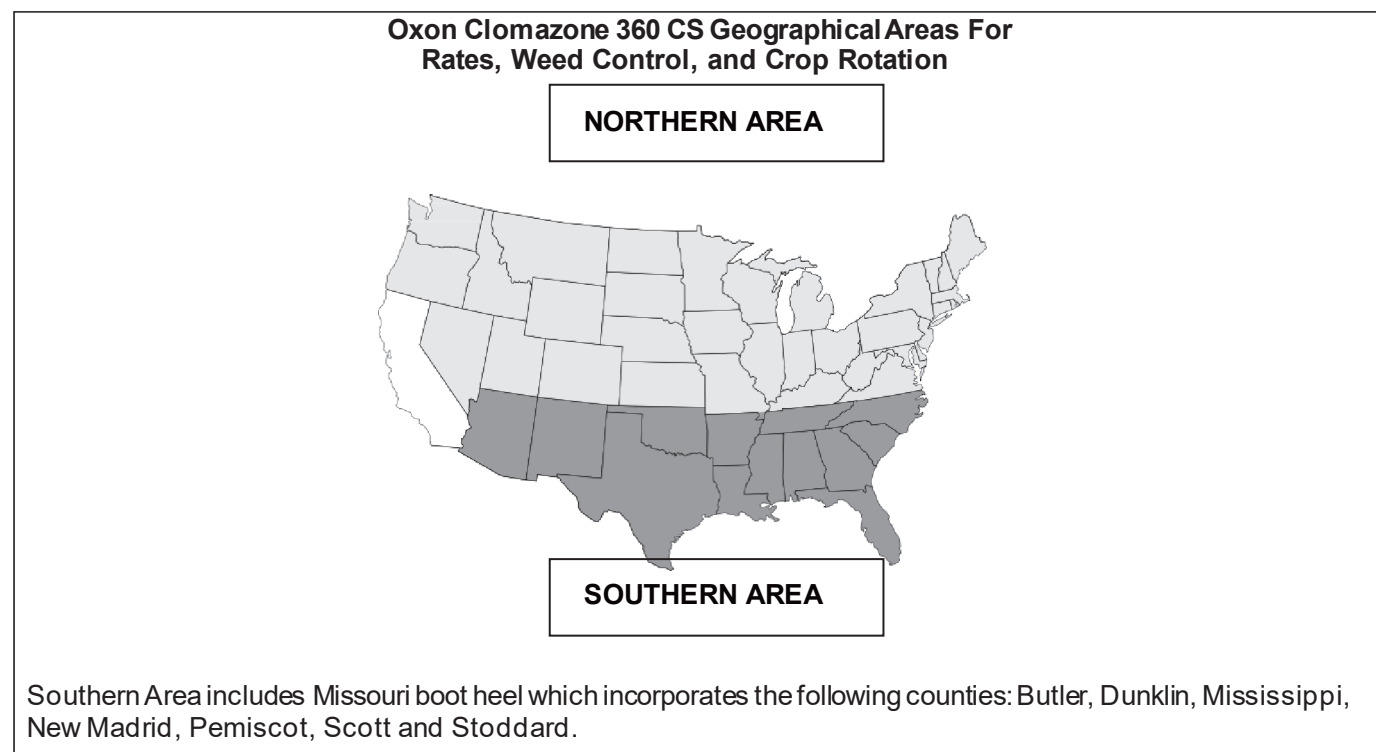 Oxon Clomazone 360 CS Geographical Areas For
Rates, Weed Control, and Crop Rotation
NORTHERN AREA
SOUTHERN AREA
Southern Area includes Missouri boot heel which incorporates the following counties: Butler, Dunklin, Mississippi,
New Madrid, Pemiscot, Scott and Stoddard.